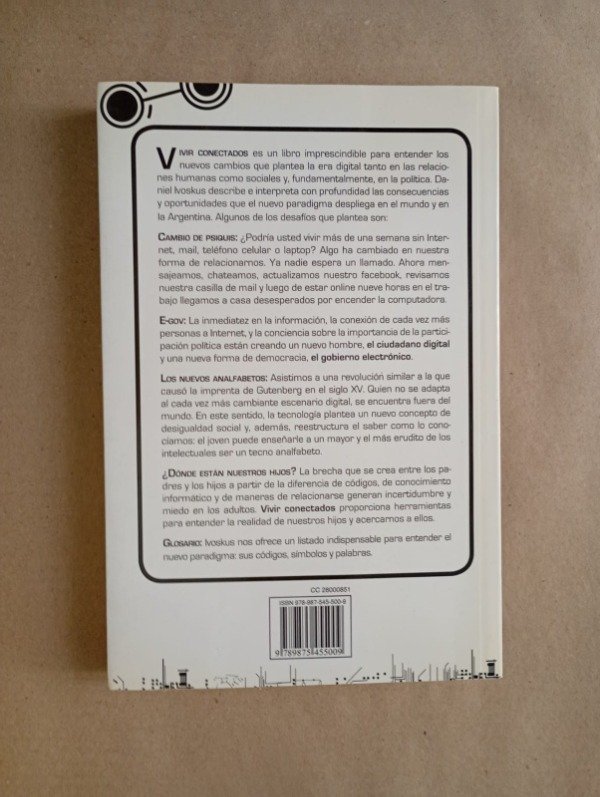 VIVIR CONECTADOS es un libro imprescindible para entender los
nuevos cambios que plantea la era digital tanto en las relacio-
nes humanas como sociales y, fundamentalmente, en la política. Da-
niel Ivoskus describe e interpreta con profundidad las consecuencias
y oportunidades que el nuevo paradigma despliega en el mundo y en
la Argentina. Algunos de los desafíos que plantea son:
CAMBIO DE PSIQUIS: ¿Podría usted vivir más de una semana sin Inter-
net, mail, teléfono celular o laptop? Algo ha cambiado en nuestra
forma de relacionarnos. Ya nadie espera un llamado. Ahora men-
sajeamos, chateamos, actualizamos nuestro facebook, revisamos
nuestra casilla de mail y luego de estar online nueve horas en el tra-
bajo llegamos a casa desesperados por encender la computadora.
E-GOV: La inmediatez en la información, la conexión de cada vez más
personas a Internet, y la conciencia sobre la importancia de la partici-
pación política están creando un nuevo hombre, el ciudadano digital
y una nueva forma de democracia, el gobierno electrónico.
LOS NUEVOS ANALFABETOS: Asistimos a una revolución similar a la que
causó la imprenta de Gutenberg en el siglo XV. Quien no se adapta
al cada vez más cambiante escenario digital, se encuentra fuera del
mundo. En este sentido, la tecnología plantea un nuevo concepto de
desigualdad social y, además, reestructura el saber como lo cono-
cíamos: el joven puede enseñarle a un mayor y el más erudito de los
intelectuales ser un tecno analfabeto.
¿DÓNDE ESTÁN NUESTROS HIJOS? La brecha que se crea entre los pa-
dres y los hijos a partir de la diferencia de códigos, de conocimiento
informático y de maneras de relacionarse generan incertidumbre y
miedo en los adultos. Vivir conectados proporciona herramientas
para entender la realidad de nuestros hijos y acercarnos a ellos.
GLOSARIO: Ivoskus nos ofrece un listado indispensable para entender el
nuevo paradigma: sus códigos, símbolos y palabras.
CC 28000851
ISBN 978-987-545-500-9
9 789875 455009